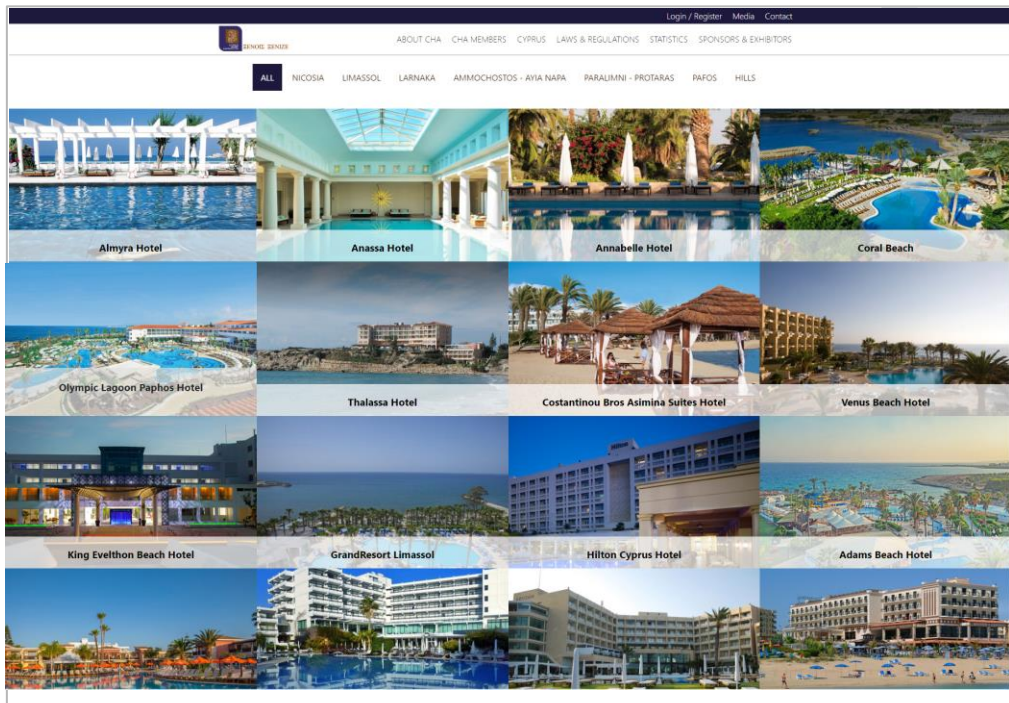 Login / Register Media Contact
ΞΕΝΟΣ ΞΕΝΙΖΕ
ABOUT CHA CHA MEMBERS CYPRUS LAWS & REGULATIONS STATISTICS SPONSORS & EXHIBITORS
ALL NICOSIA LIMASSOL LARNAKA AMMOCHOSTOS - AYIA NAPA PARALIMNI - PROTARAS PAFOS HILLS
Almyra Hotel Anassa Hotel Annabelle Hotel Coral Beach
Olympic Lagoon Paphos Hotel Thalassa Hotel Costantinou Bros Asimina Suites Hotel Venus Beach Hotel
Hilton
King Evelthon Beach Hotel GrandResort Limassol Hilton Cyprus Hotel Adams Beach Hotel